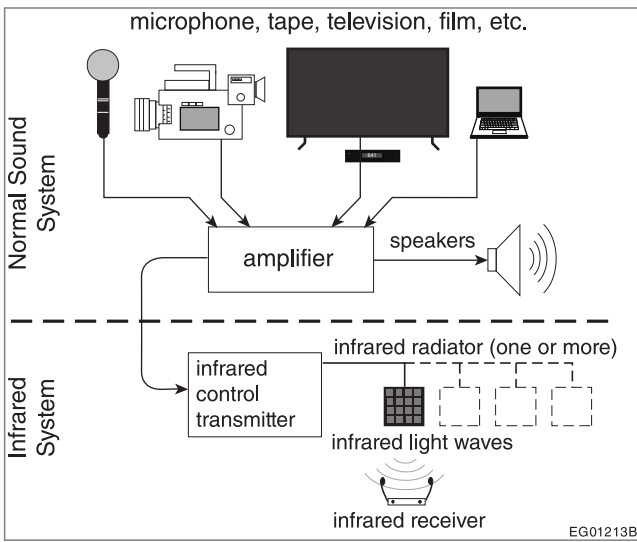 microphone, tape, television, film, etc.
Normal Sound
System
641
amplifier
speakers
Infrared
System
infrared
control
transmitter
infrared radiator (one or more)
infrared light waves
infrared receiver
EG01213B